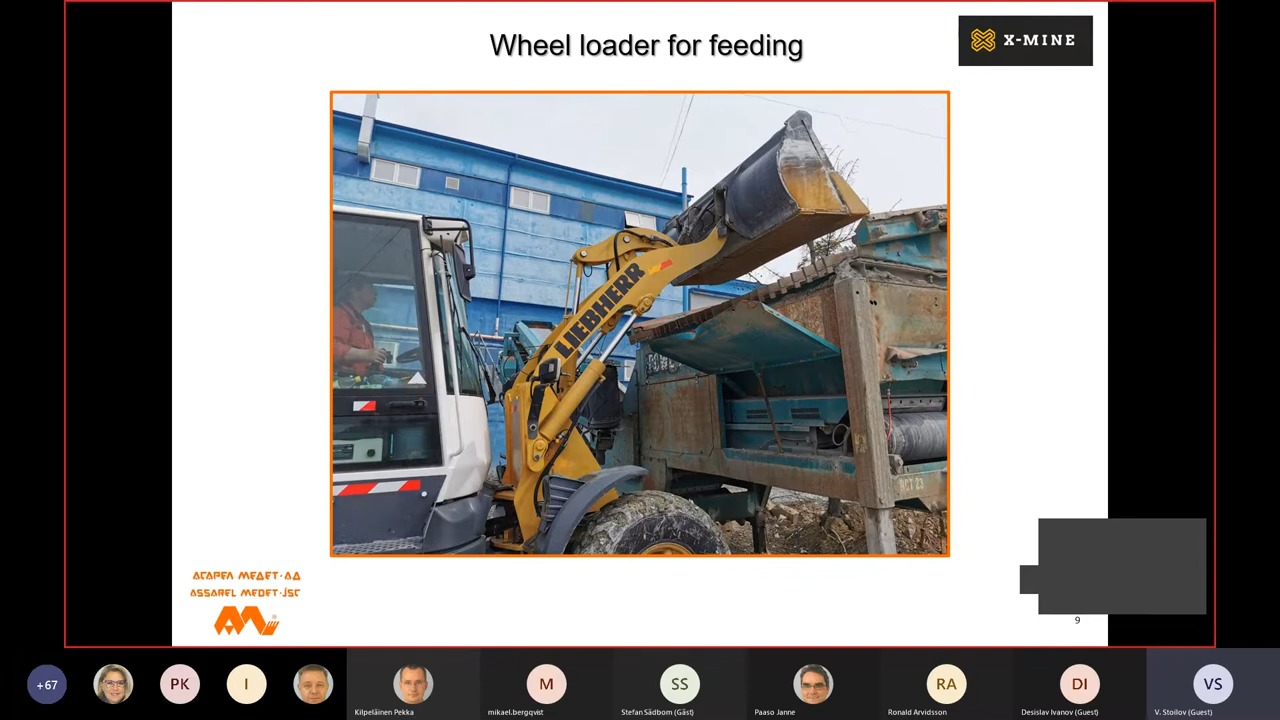 Wheel loader for feeding
X-MINE
LIEBHERR
АСАРЕЛ МЕДЕТ·АД
ASSAREL MEDET·JSC
9
+67
PK
I
M
SS
RA
DI
VS
Kilpeläinen Pekka
mikael.bergqvist
Stefan Sädbom (Gäst)
Paaso Janne
Ronald Arvidsson
Desislav Ivanov (Guest)
V. Stoilov (Guest)